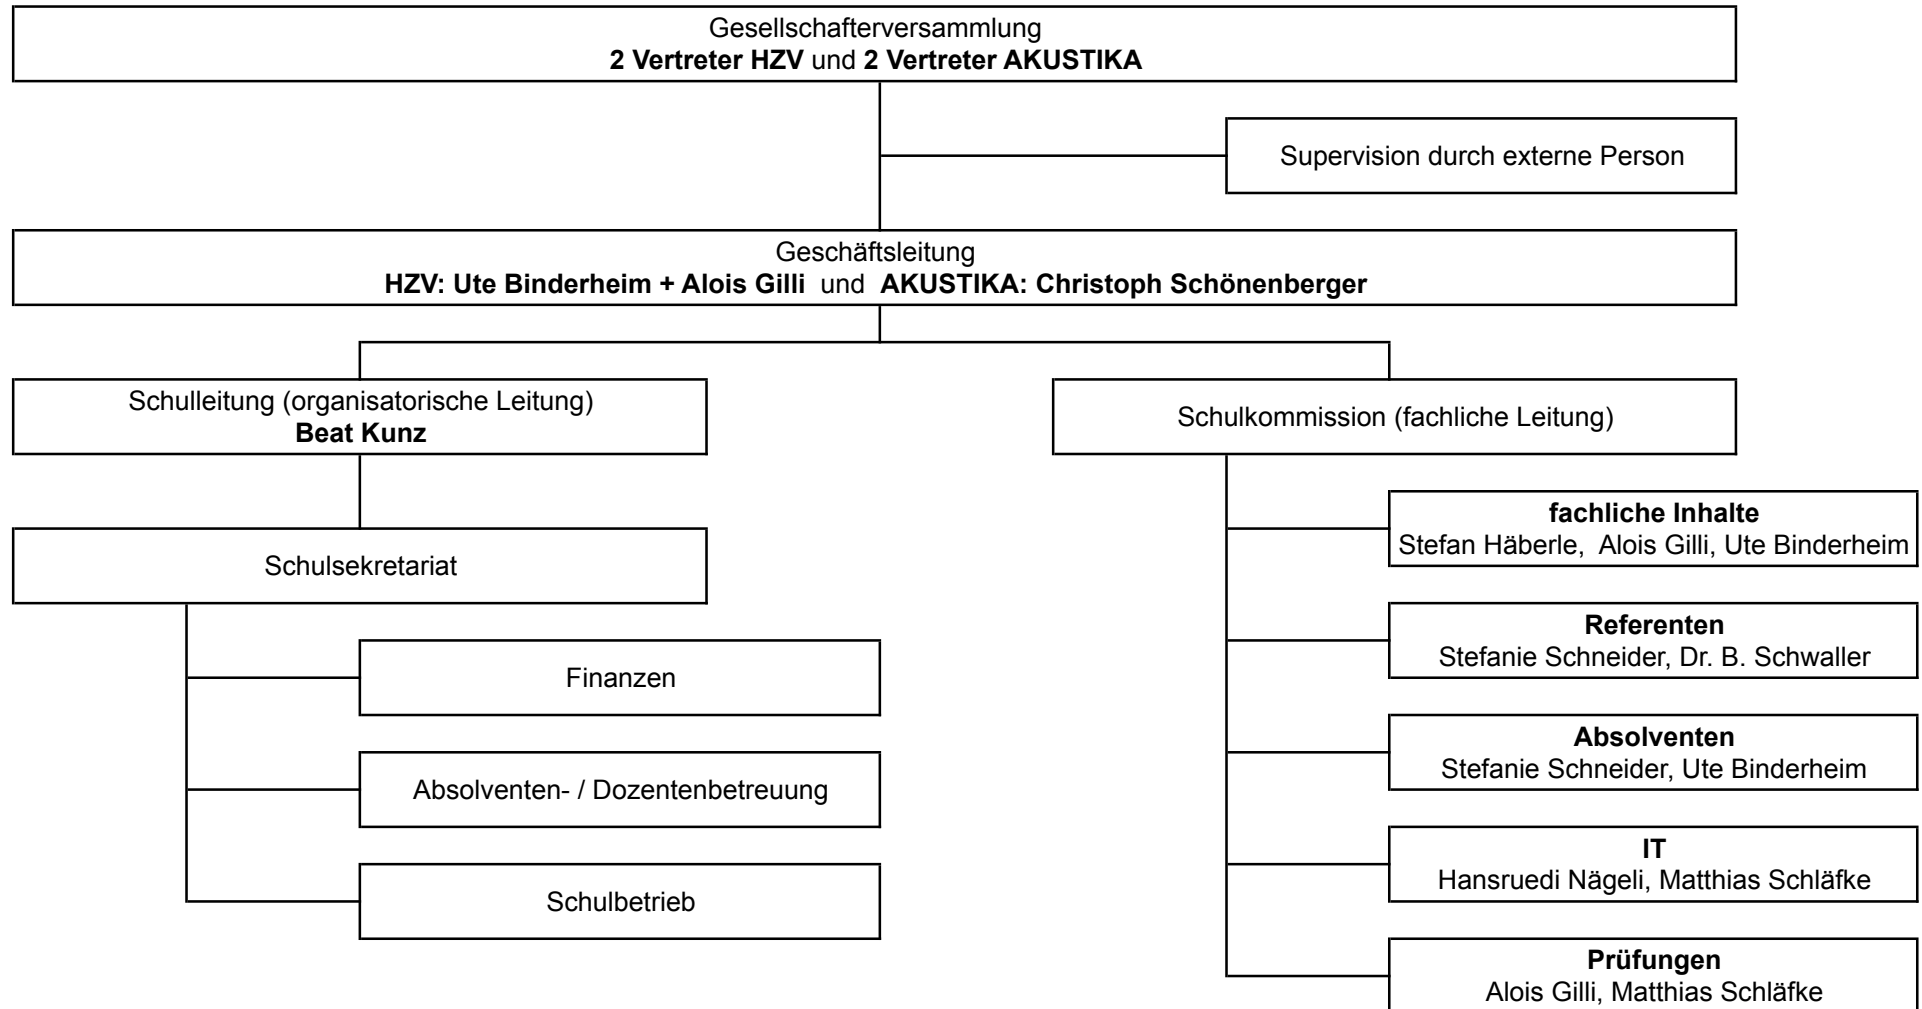 Gesellschafterversammlung
2 Vertreter HZV und 2 Vertreter AKUSTIKA
Supervision durch externe Person
Geschäftsleitung
HZV: Ute Binderheim + Alois Gilli und AKUSTIKA: Christoph Schönenberger
Schulleitung (organisatorische Leitung)
Beat Kunz
Schulsekretariat
Finanzen
Absolventen- / Dozentenbetreuung
Schulbetrieb
Schulkommission (fachliche Leitung)
fachliche Inhalte
Stefan Häberle, Alois Gilli, Ute Binderheim
Referenten
Stefanie Schneider, Dr. B. Schwaller
Absolventen
Stefanie Schneider, Ute Binderheim
IT
Hansruedi Nägeli, Matthias Schläfke
Prüfungen
Alois Gilli, Matthias Schläfke